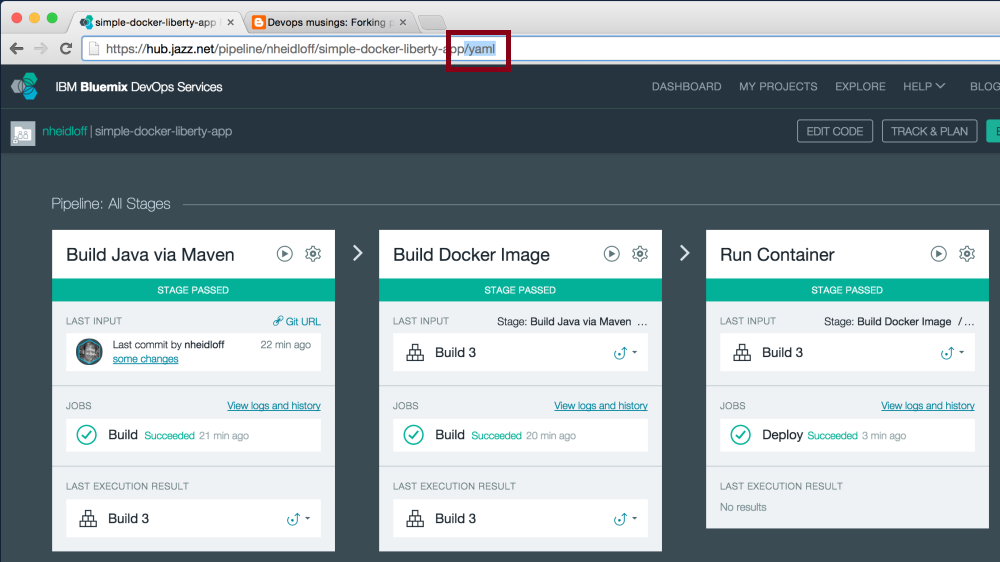 simple-docker-liberty-app
Devops musings: Forking p
https://hub.jazz.net/pipeline/nheidloff/simple-docker-liberty-app/yaml
IBM Bluemix DevOps Services
DASHBOARD MY PROJECTS EXPLORE HELP BLOG
nheidloff | simple-docker-liberty-app
EDIT CODE TRACK & PLAN
Pipeline: All Stages
Build Java via Maven
STAGE PASSED
LAST INPUT Git URL
Last commit by nheidloff 22 min ago
some changes
JOBS View logs and history
Build Succeeded 21 min ago
LAST EXECUTION RESULT
Build 3
Build Docker Image
STAGE PASSED
LAST INPUT Stage: Build Java via Maven ...
Build 3
JOBS View logs and history
Build Succeeded 20 min ago
LAST EXECUTION RESULT
Build 3
Run Container
STAGE PASSED
LAST INPUT Stage: Build Docker Image / ...
Build 3
JOBS View logs and history
Deploy Succeeded 3 min ago
LAST EXECUTION RESULT
No results